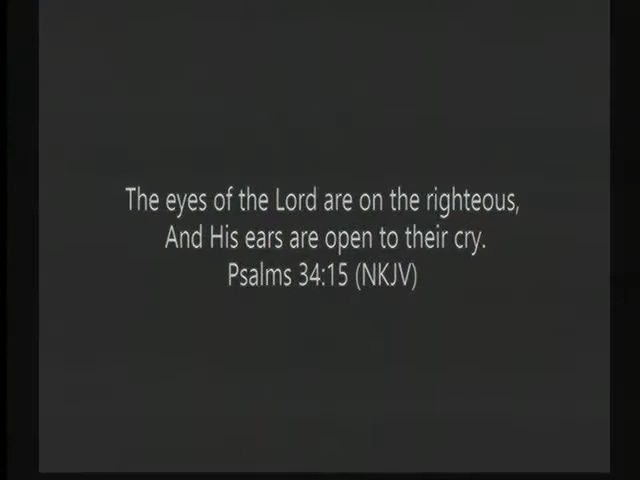 The eyes of the Lord are on the righteous,
And His ears are open to their cry.
Psalms 34:15 (NKJV)